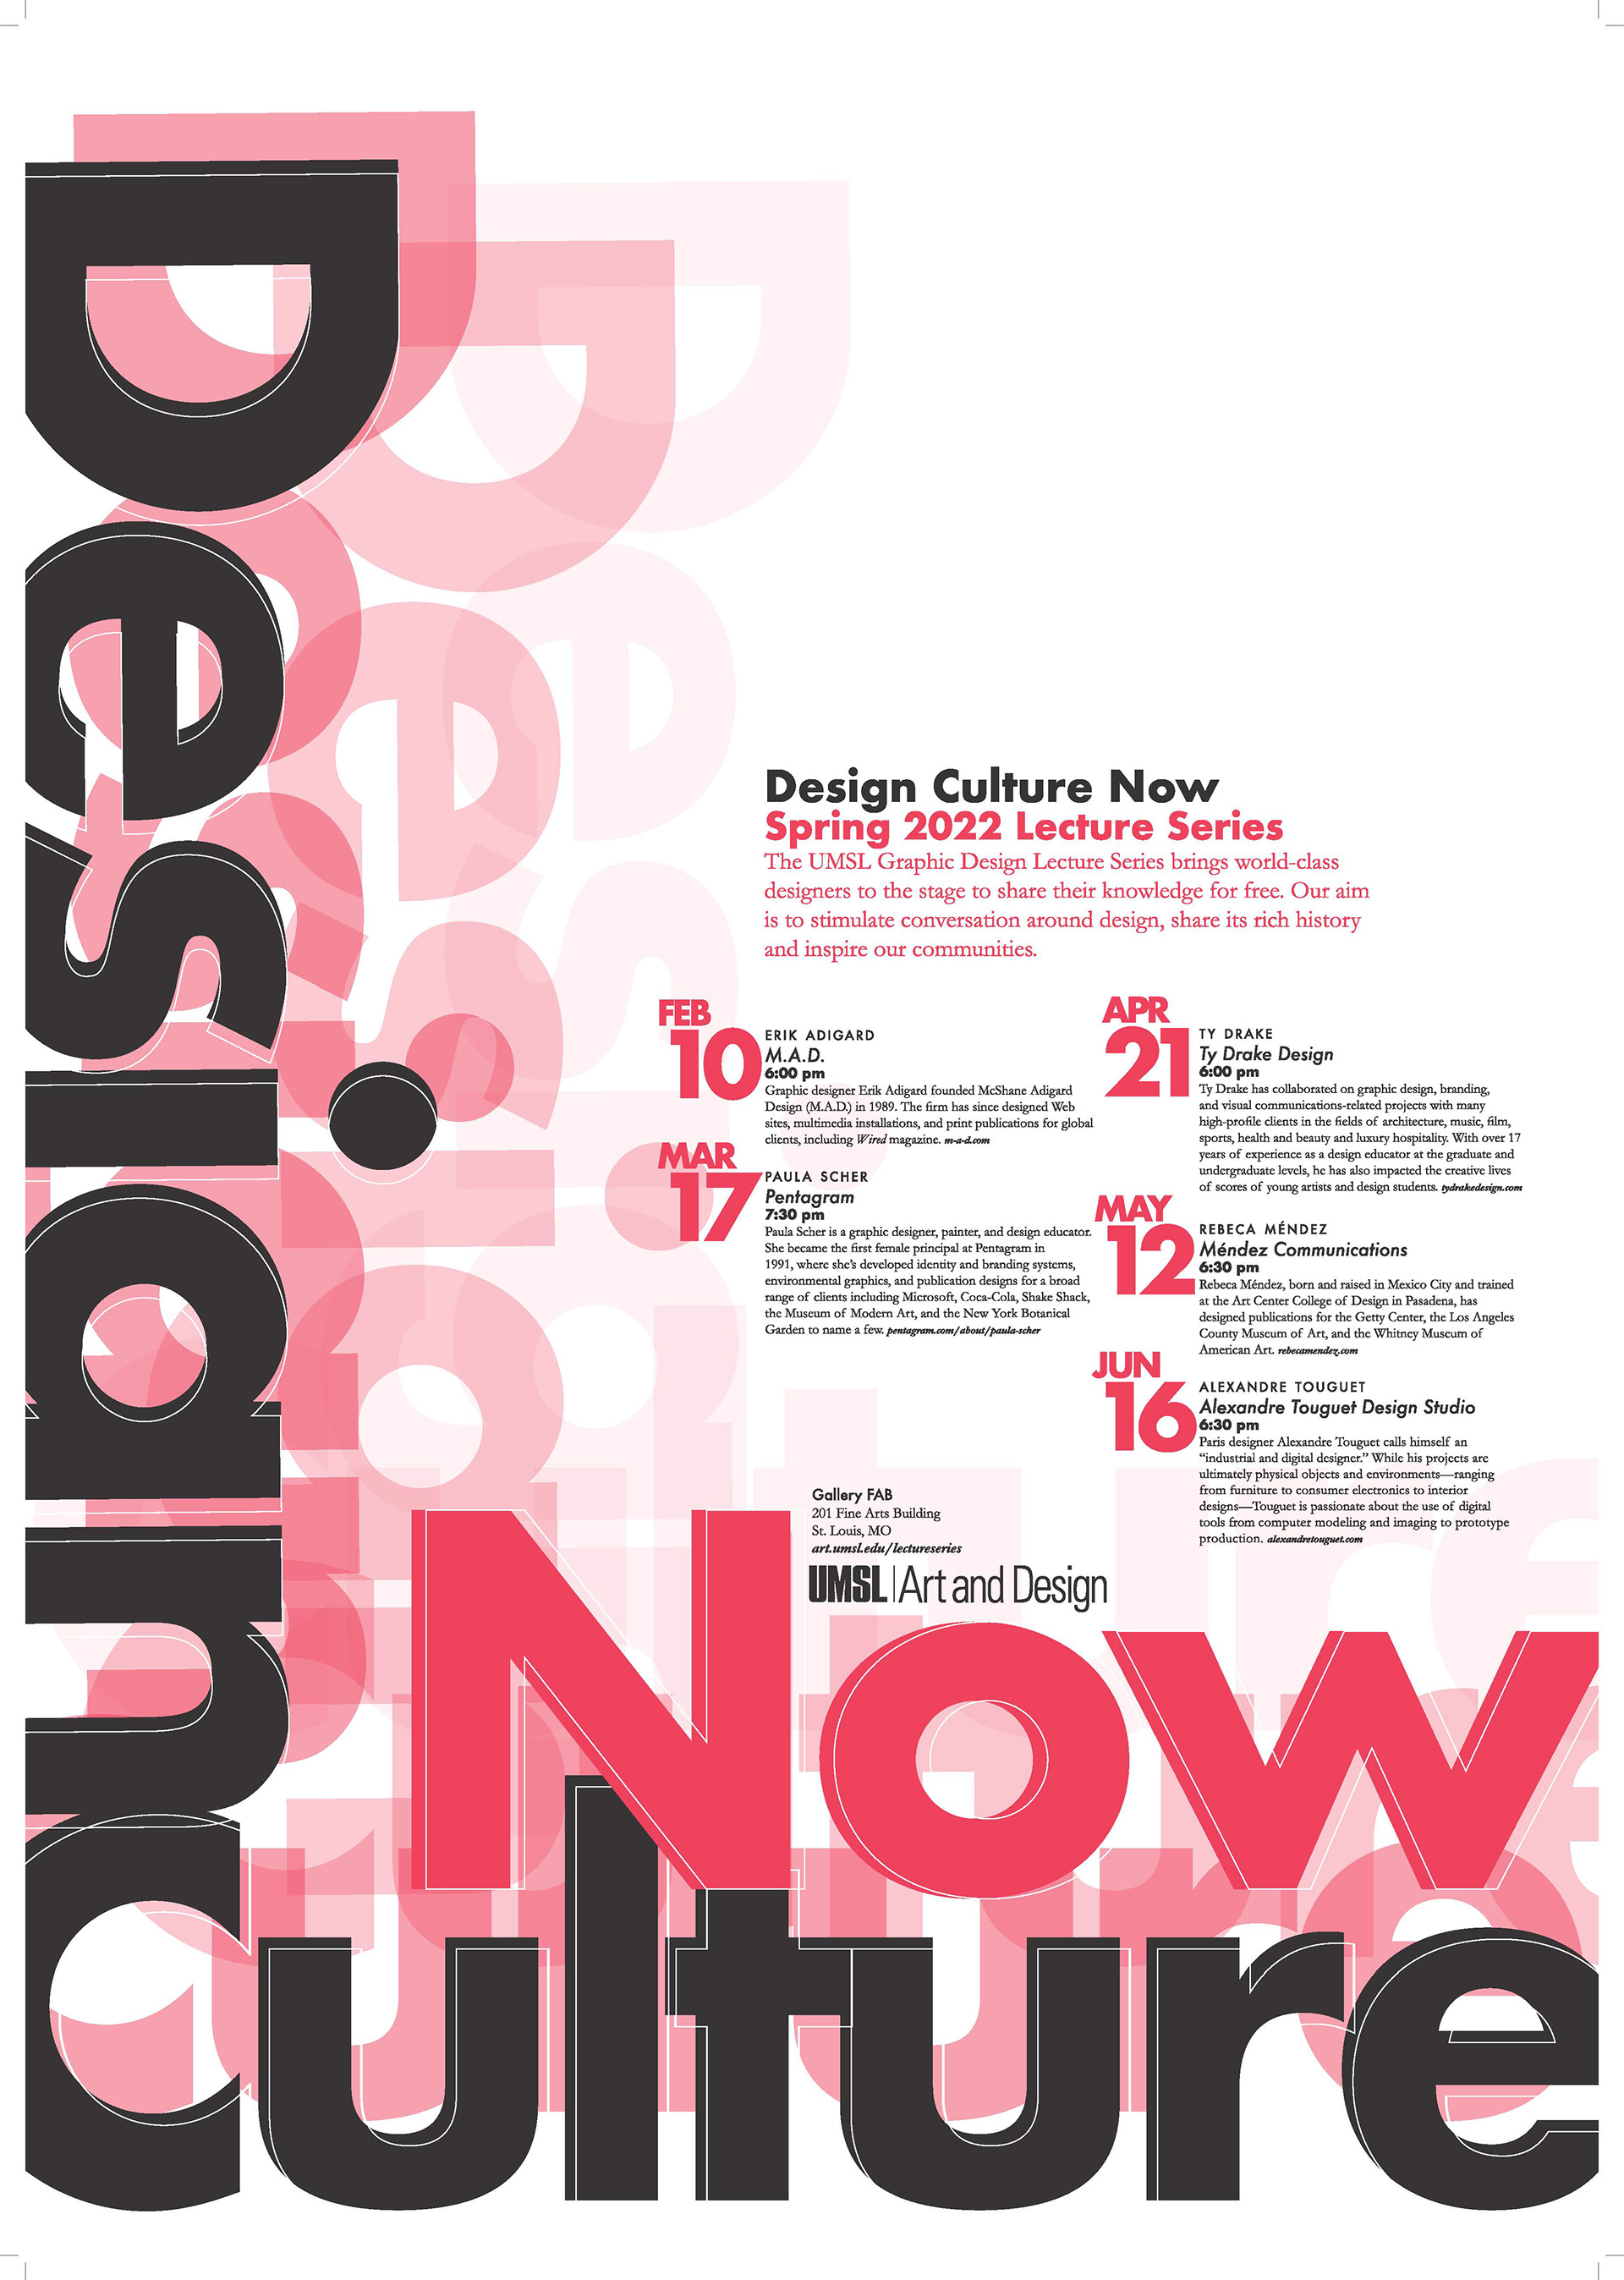 Design
Culture
Now
Design Culture Now
Spring 2022 Lecture Series
The UMSL Graphic Design Lecture Series brings world-class
designers to the stage to share their knowledge for free. Our aim
is to stimulate conversation around design, share its rich history
and inspire our communities.
FEB
10
ERIK ADIGARD
M.A.D.
6:00 pm
Graphic designer Erik Adigard founded McShane Adigard
Design (M.A.D.) in 1989. The firm has since designed Web
sites, multimedia installations, and print publications for global
clients, including Wired magazine. m-a-d.com
MAR
17
PAULA SCHER
Pentagram
7:30 pm
Paula Scher is a graphic designer, painter, and design educator.
She became the first female principal at Pentagram in
1991, where she's developed identity and branding systems,
environmental graphics, and publication designs for a broad
range of clients including Microsoft, Coca-Cola, Shake Shack,
the Museum of Modern Art, and the New York Botanical
Garden to name a few. pentagram.com/about/paula-scher
APR
21
TY DRAKE
Ty Drake Design
6:00 pm
Ty Drake has collaborated on graphic design, branding,
and visual communications-related projects with many
high-profile clients in the fields of architecture, music, film,
sports, health and beauty and luxury hospitality. With over 17
years of experience as a design educator at the graduate and
undergraduate levels, he has also impacted the creative lives
of scores of young artists and design students. tydrakedesign.com
MAY
12
REBECA MÉNDEZ
Méndez Communications
6:30 pm
Rebeca Méndez, born and raised in Mexico City and trained
at the Art Center College of Design in Pasadena, has
designed publications for the Getty Center, the Los Angeles
County Museum of Art, and the Whitney Museum of
American Art. rebecamendez.com
JUN
16
ALEXANDRE TOUGUET
Alexandre Touguet Design Studio
6:30 pm
Paris designer Alexandre Touguet calls himself an
“industrial and digital designer.” While his projects are
ultimately physical objects and environments—ranging
from furniture to consumer electronics to interior
designs—Touguet is passionate about the use of digital
tools from computer modeling and imaging to prototype
production. alexandretouguet.com
Gallery FAB
201 Fine Arts Building
St. Louis, MO
art.umsl.edu/lectureseries
UMSL | Art and Design